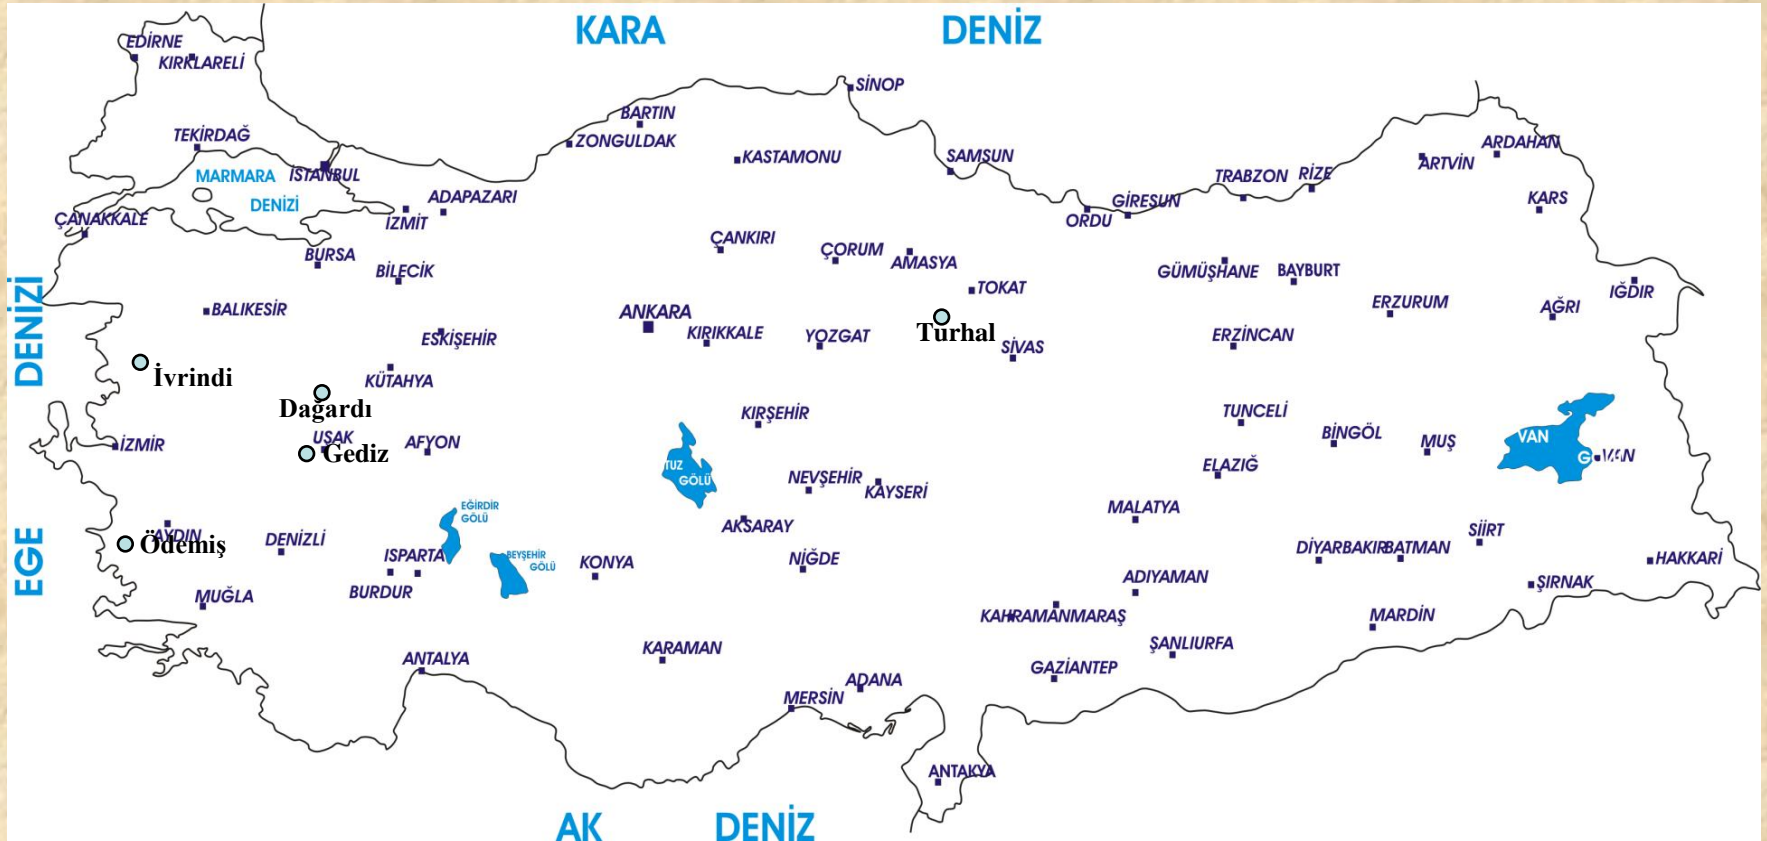 KARA DENİZ
EDİRNE
KIRKLARELİ
SİNOP
BARTIN
ZONGULDAK
TEKİRDAĞ
KASTAMONU
SAMSUN
ARDAHAN
ARTVİN
MARMARA
İSTANBUL
TRABZON
RİZE
DENİZİ
ADAPAZARI
KARS
ÇANAKKALE
İZMİT
ORDU
GİRESUN
BURSA
BİLECİK
ÇANKIRI
ÇORUM
AMASYA
GÜMÜŞHANE
BAYBURT
TOKAT
IĞDIR
BALIKESİR
ANKARA
ERZURUM
AĞRI
EGE DENİZİ
ESKİŞEHİR
KIRIKKALE
YOZGAT
Turhal
SİVAS
ERZİNCAN
İvrindi
KÜTAHYA
Dağardı
KIRŞEHİR
TUNCELİ
BİNGÖL
MUŞ
VAN
VAN
İZMİR
UŞAK
AFYON
Gediz
TUZ
GÖLÜ
ELAZIĞ
NEVŞEHİR
KAYSERİ
EĞİRDİR
GÖLÜ
MALATYA
AKSARAY
AYDIN
Ödemiş
DENİZLİ
ISPARTA
BEYŞEHİR
GÖLÜ
KONYA
NİĞDE
DİYARBAKIR
BATMAN
SİİRT
HAKKARİ
BURDUR
ADIYAMAN
ŞIRNAK
MUĞLA
KAHRAMANMARAŞ
MARDİN
ANTALYA
KARAMAN
ŞANLIURFA
GAZİANTEP
ADANA
MERSİN
ANTAKYA
AK DENİZ